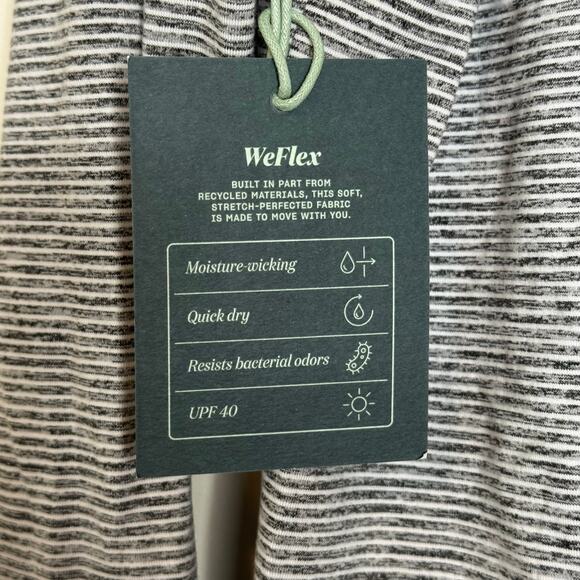 WeFlex
BUILT IN PART FROM
RECYCLED MATERIALS, THIS SOFT,
STRETCH-PERFECTED FABRIC
IS MADE TO MOVE WITH YOU.
Moisture-wicking
Quick dry
Resists bacterial odors
UPF 40